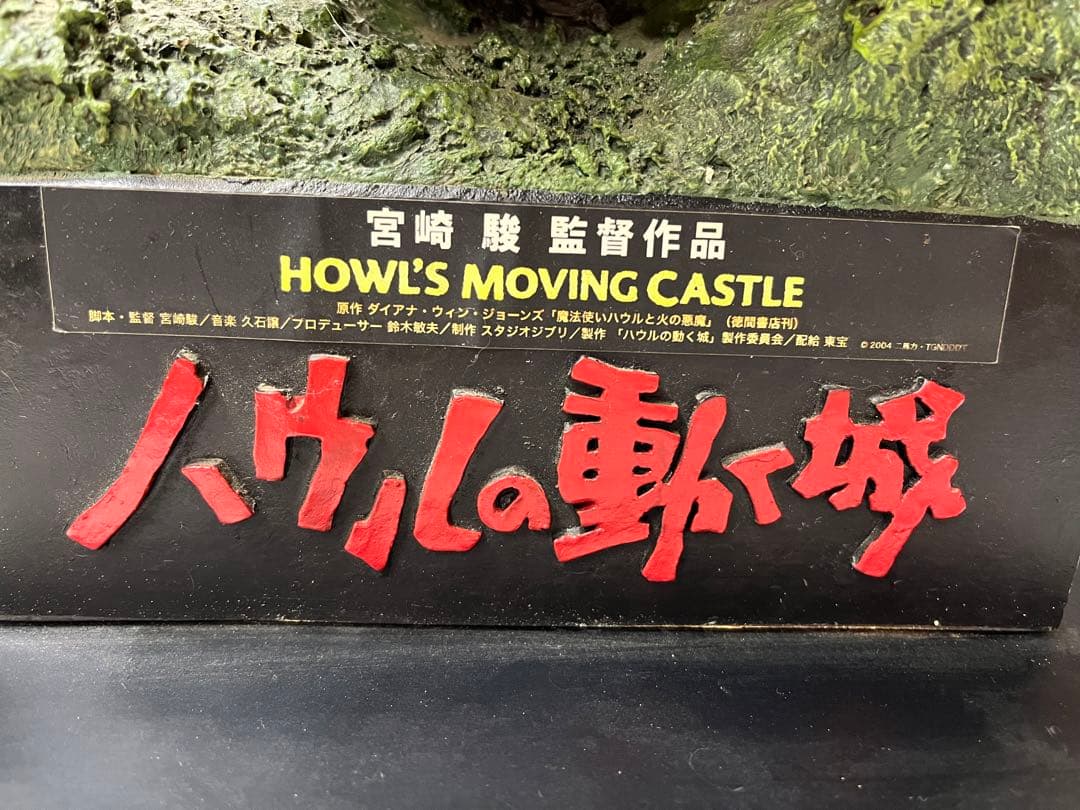 宮崎 駿 監督作品
HOWL'S MOVING CASTLE
原作 ダイアナ・ウィン・ジョーンズ「魔法使いハウルと火の悪魔」(徳間書店刊)
脚本・監督 宮崎駿／音楽 久石譲／プロデューサー 鈴木敏夫／制作 スタジオジブリ／製作 「ハウルの動く城」製作委員会／配給 東宝 © 2004 二馬力・TGNDDDT
ハウルの動く城